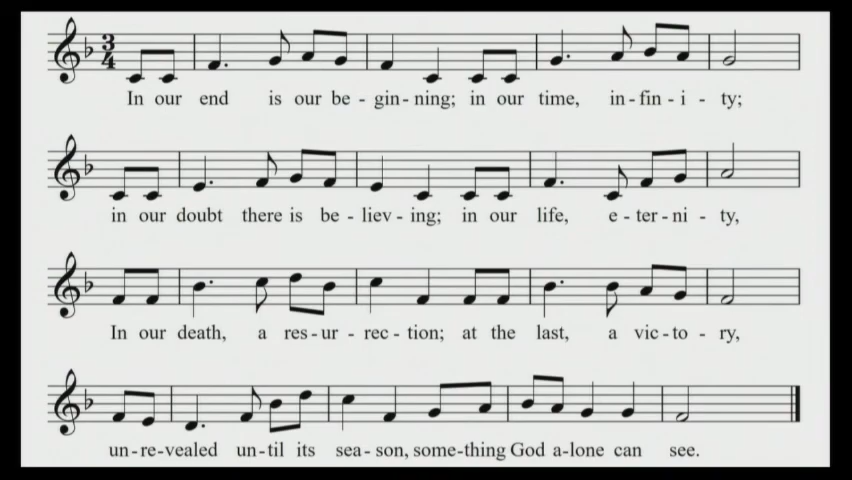 3
4
In our end is our be - gin - ning; in our time, in - fin - i - ty;
in our doubt there is be - liev - ing; in our life, e - ter - ni - ty,
In our death, a res - ur - rec - tion; at the last, a vic - to - ry,
un - re - vealed un - til its sea - son, some - thing God a - lone can see.